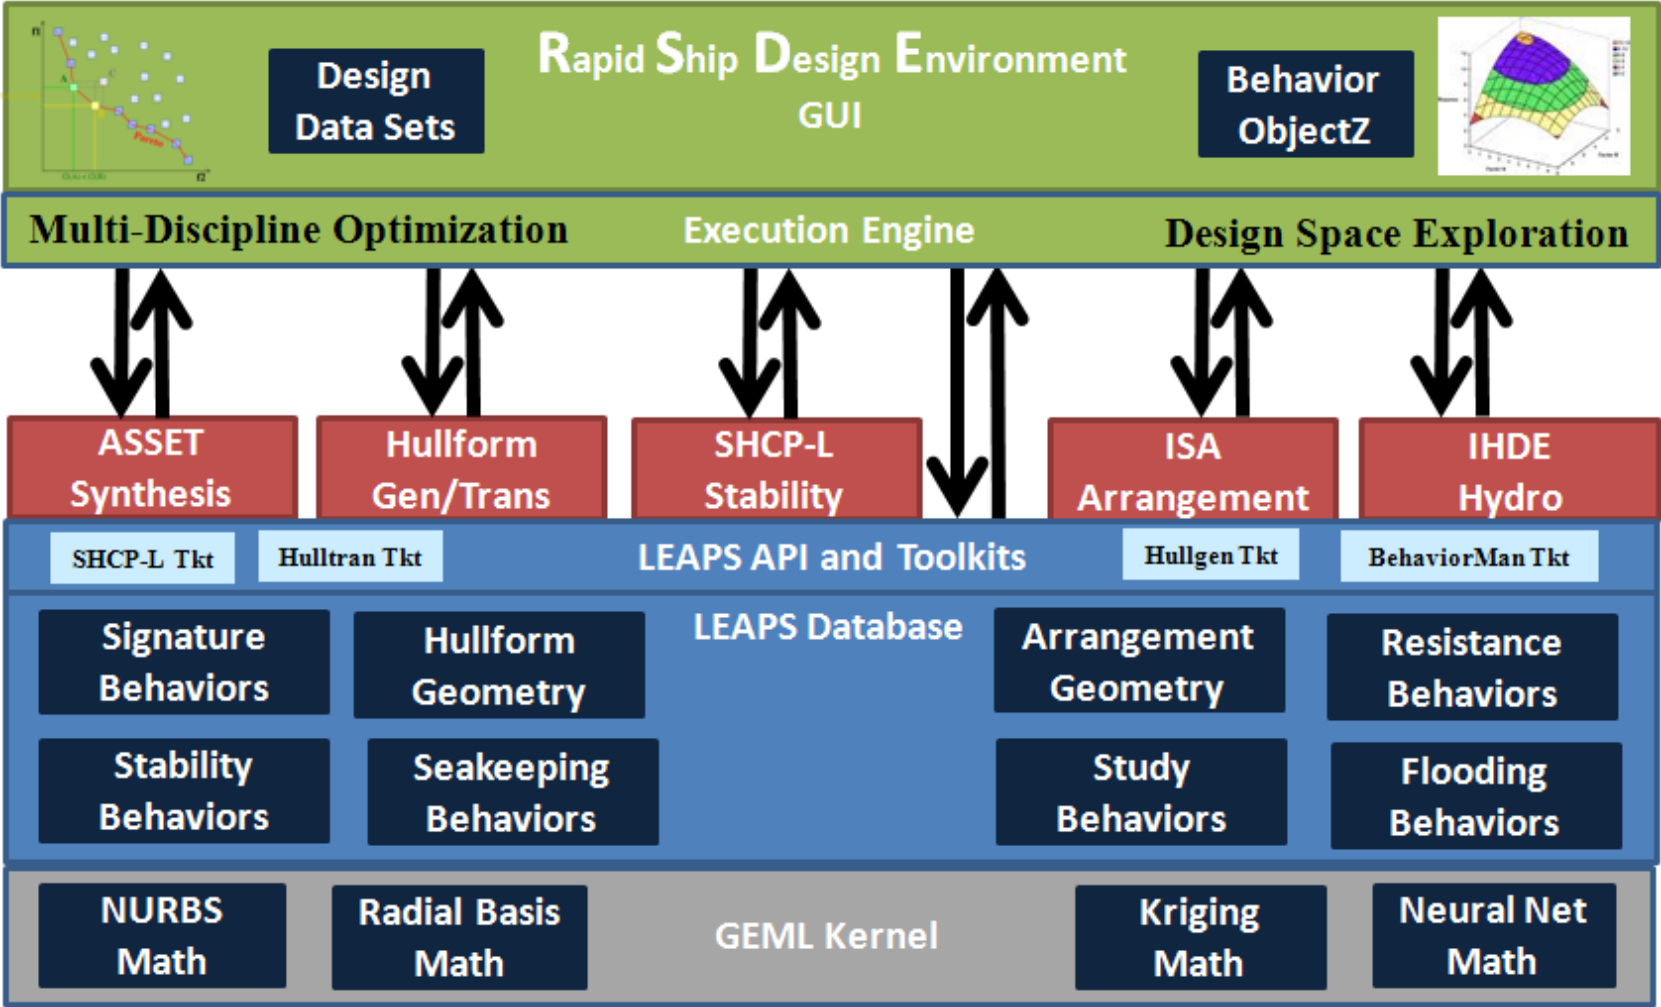 Rapid Ship Design Environment
GUI
Design
Data Sets
Behavior
ObjectZ
f1
A
C
Pareto
f2
Multi-Discipline Optimization
Execution Engine
Design Space Exploration
ASSET
Synthesis
Hullform
Gen/Trans
SHCP-L
Stability
ISA
Arrangement
IHDE
Hydro
SHCP-L Tkt
Hulltran Tkt
LEAPS API and Toolkits
Hullgen Tkt
BehaviorMan Tkt
LEAPS Database
Signature
Behaviors
Hullform
Geometry
Arrangement
Geometry
Resistance
Behaviors
Stability
Behaviors
Seakeeping
Behaviors
Study
Behaviors
Flooding
Behaviors
GEML Kernel
NURBS
Math
Radial Basis
Math
Kriging
Math
Neural Net
Math